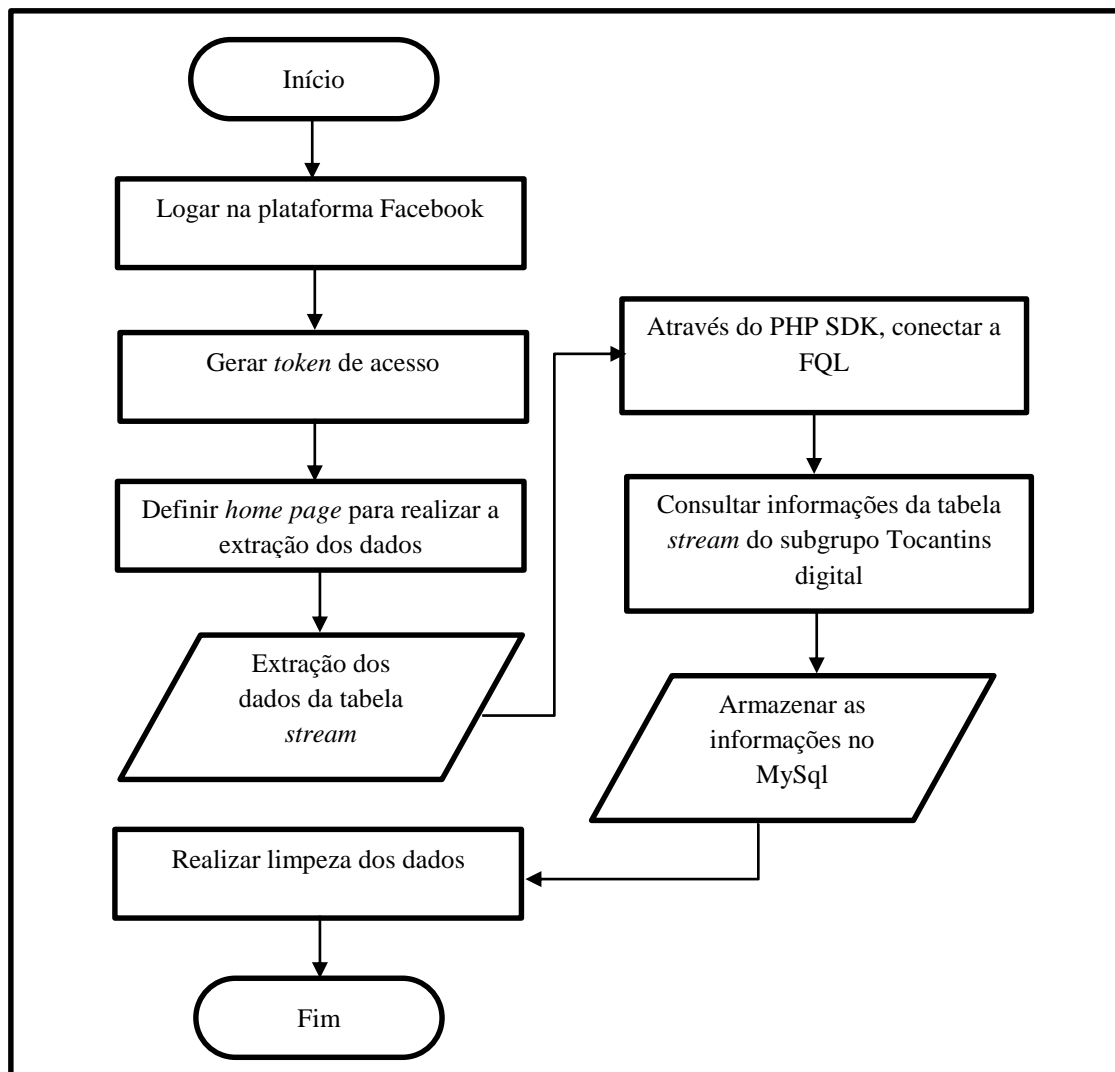 Início
Logar na plataforma Facebook
Gerar token de acesso
Definir home page para realizar a
extração dos dados
Extração dos
dados da tabela
stream
Através do PHP SDK, conectar a
FQL
Consultar informações da tabela
stream do subgrupo Tocantins
digital
Armazenar as
informações no
MySql
Realizar limpeza dos dados
Fim